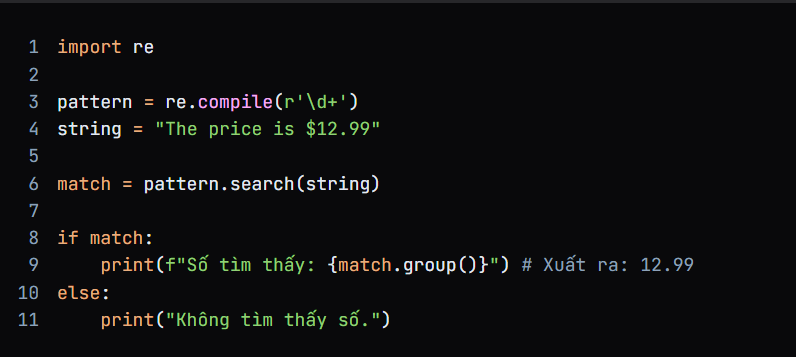 1 import re
2
3 pattern = re.compile(r'\d+')
4 string = "The price is $12.99"
5
6 match = pattern.search(string)
7
8 if match:
9     print(f"Số tìm thấy: {match.group()}") # Xuất ra: 12.99
10 else:
11     print("Không tìm thấy số.")